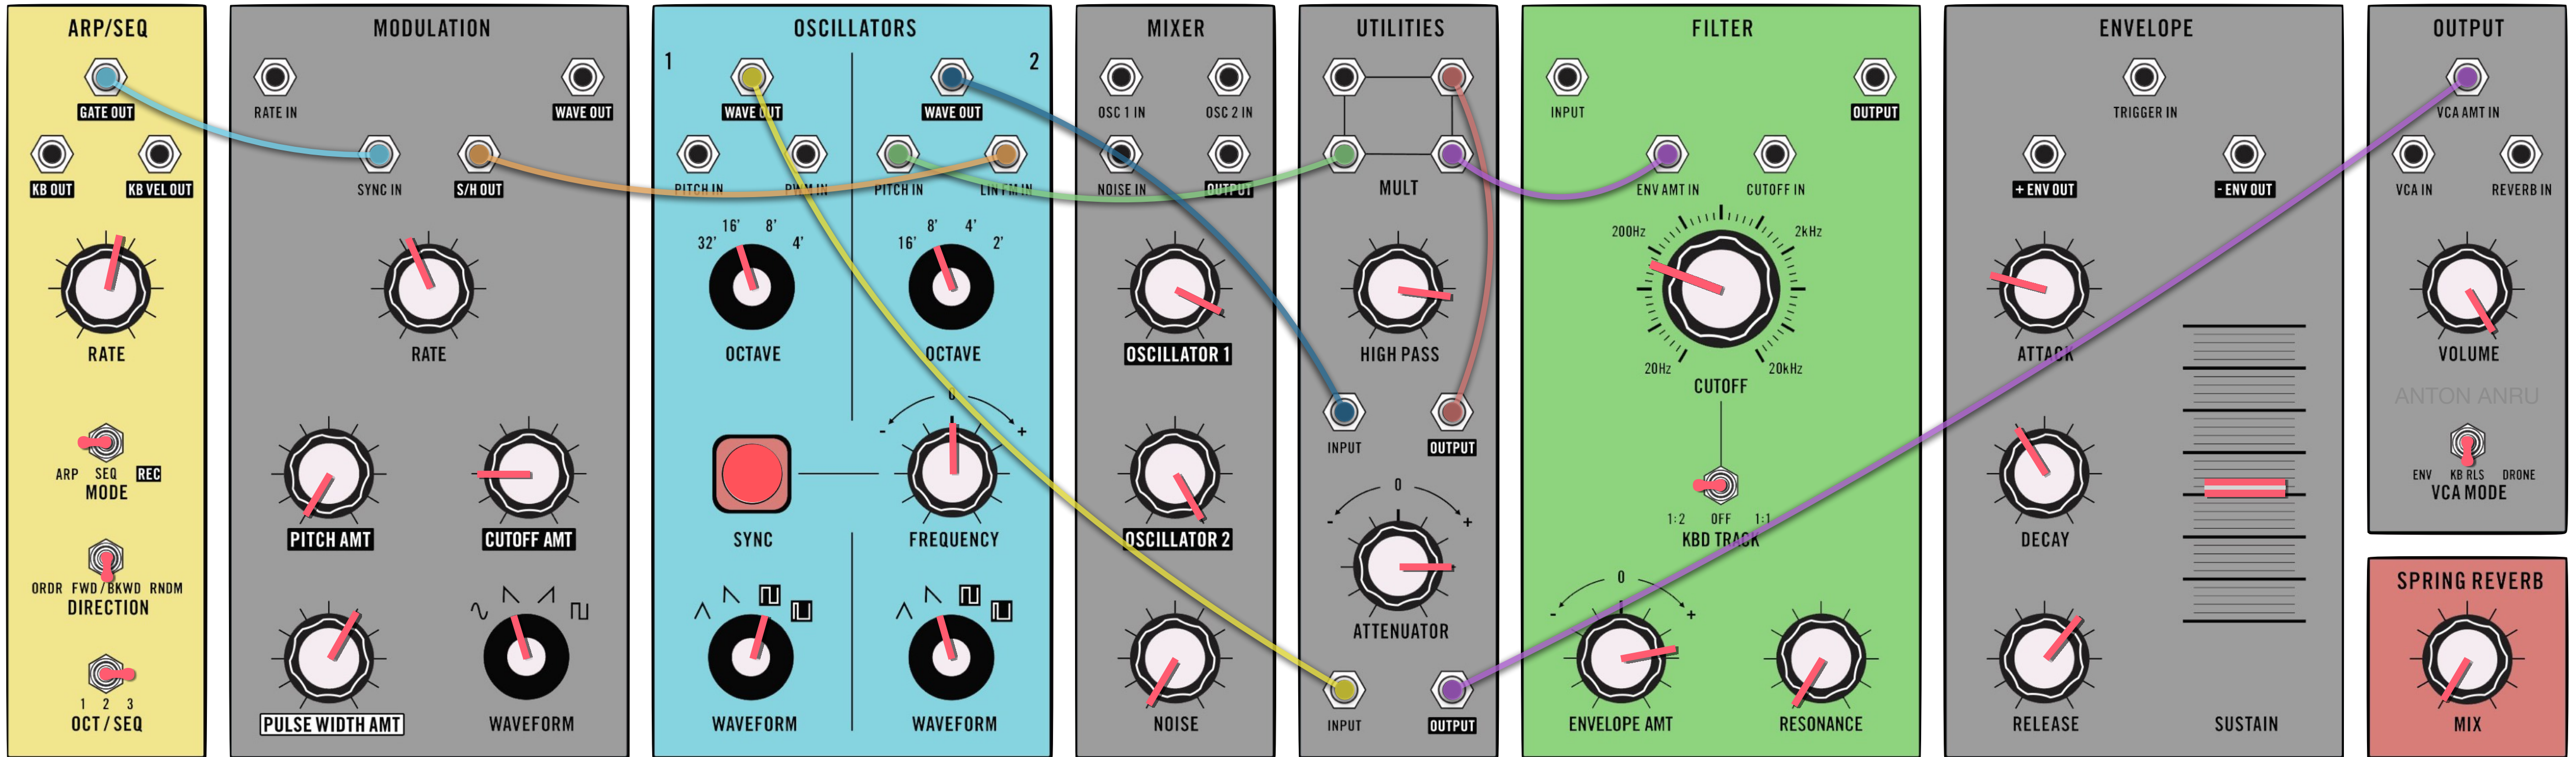 ARP/SEQ
GATE OUT
KB OUT KB VEL OUT
RATE
ARP SEQ REC
MODE
ORDR FWD/BKWD RNDM
DIRECTION
1 2 3
OCT/SEQ
MODULATION
RATE IN WAVE OUT
SYNC IN S/H OUT
RATE
PITCH AMT CUTOFF AMT
PULSE WIDTH AMT WAVEFORM
OSCILLATORS
1 2
WAVE OUT WAVE OUT
PITCH IN PWM IN PITCH IN LIN FM IN
32' 16' 8' 4' 16' 8' 4' 2'
OCTAVE OCTAVE
- 0 +
SYNC FREQUENCY
WAVEFORM WAVEFORM
MIXER
OSC 1 IN OSC 2 IN
NOISE IN OUTPUT
OSCILLATOR 1
OSCILLATOR 2
NOISE
UTILITIES
MULT
HIGH PASS
INPUT OUTPUT
- 0 +
ATTENUATOR
INPUT OUTPUT
FILTER
INPUT OUTPUT
ENV AMT IN CUTOFF IN
200Hz 2kHz
20Hz 20kHz
CUTOFF
1:2 OFF 1:1
KBD TRACK
- 0 +
ENVELOPE AMT RESONANCE
ENVELOPE
TRIGGER IN
+ ENV OUT - ENV OUT
ATTACK
DECAY
RELEASE SUSTAIN
OUTPUT
VCA AMT IN
VCA IN REVERB IN
VOLUME
ANTON ANRU
ENV KB RLS DRONE
VCA MODE
SPRING REVERB
MIX